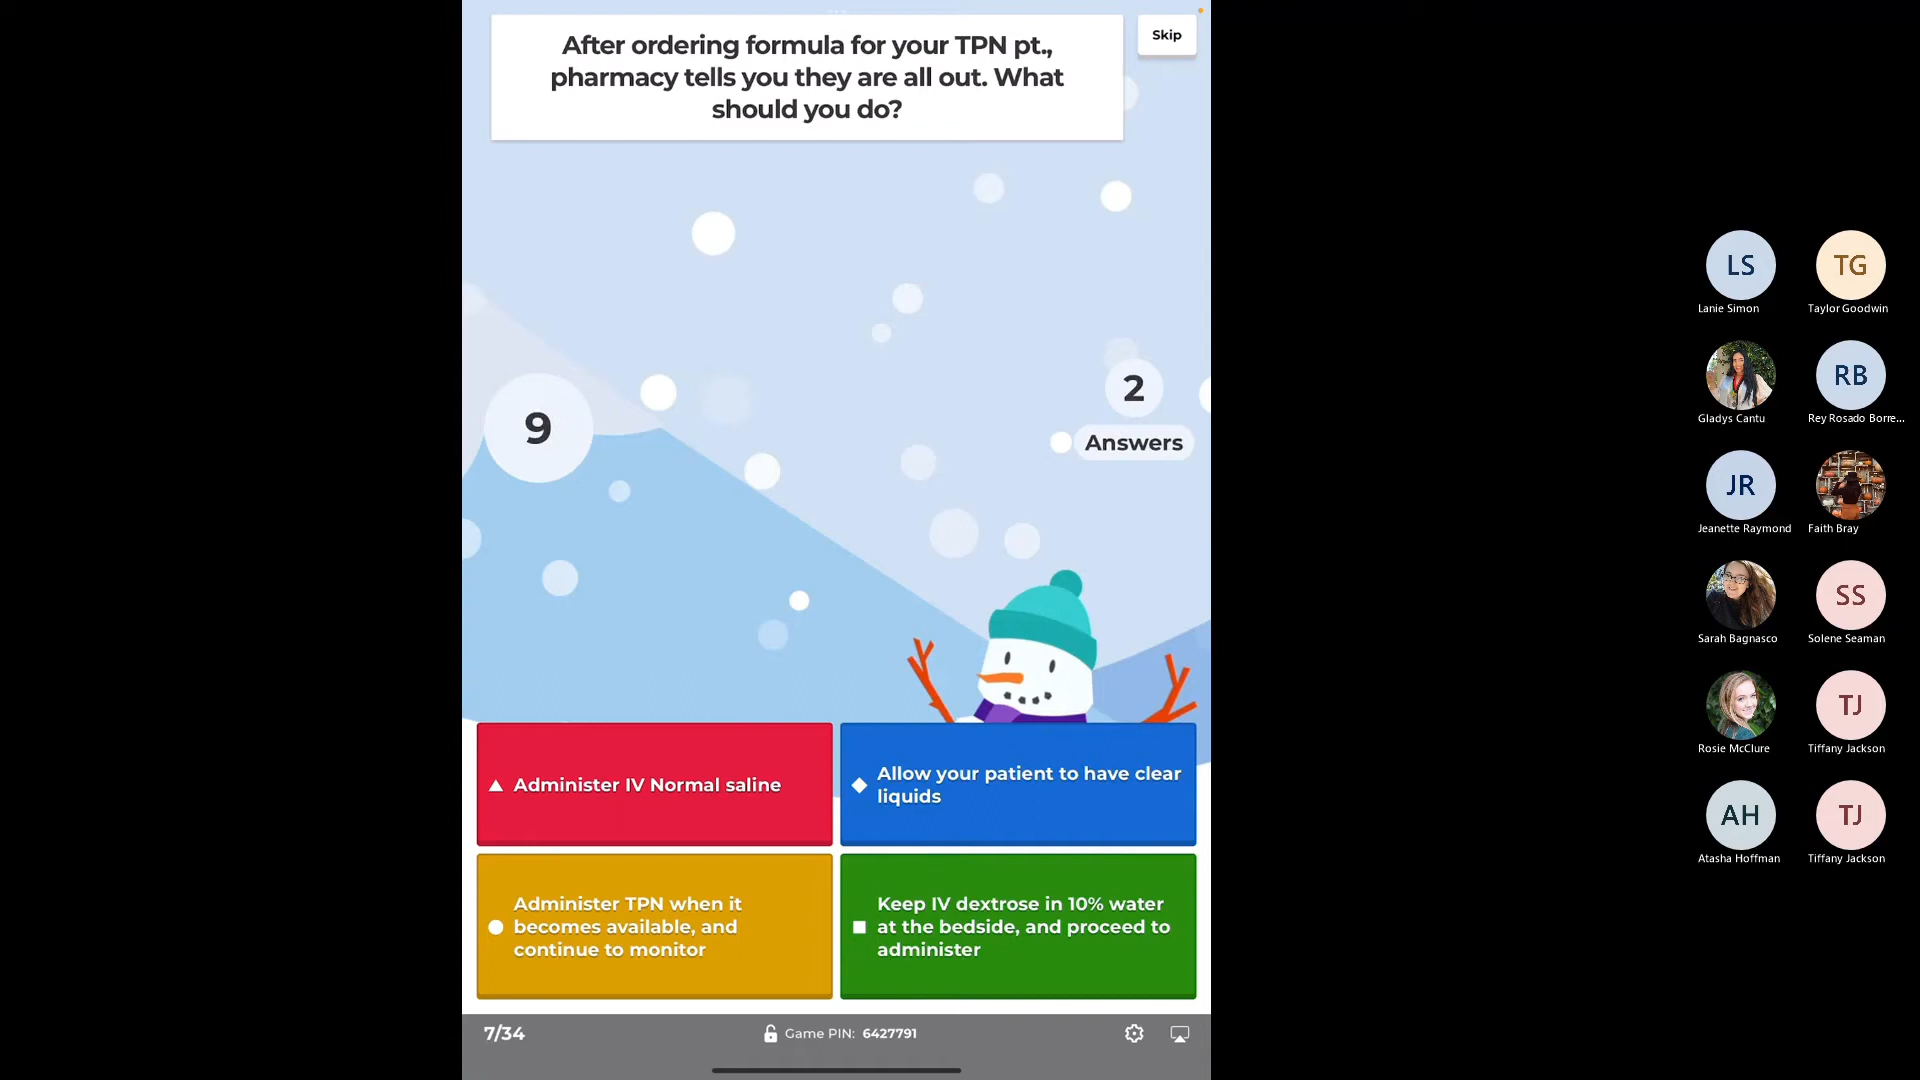 After ordering formula for your TPN pt.,
pharmacy tells you they are all out. What
should you do?
Skip
9
2
Answers
Administer IV Normal saline
Allow your patient to have clear
liquids
Administer TPN when it
becomes available, and
continue to monitor
Keep IV dextrose in 10% water
at the bedside, and proceed to
administer
7/34
Game PIN: 6427791
LS
Lanie Simon
TG
Taylor Goodwin
Gladys Cantu
RB
Rey Rosado Borre...
JR
Jeanette Raymond
Faith Bray
Sarah Bagnasco
SS
Solene Seaman
Rosie McClure
TJ
Tiffany Jackson
AH
Atasha Hoffman
TJ
Tiffany Jackson